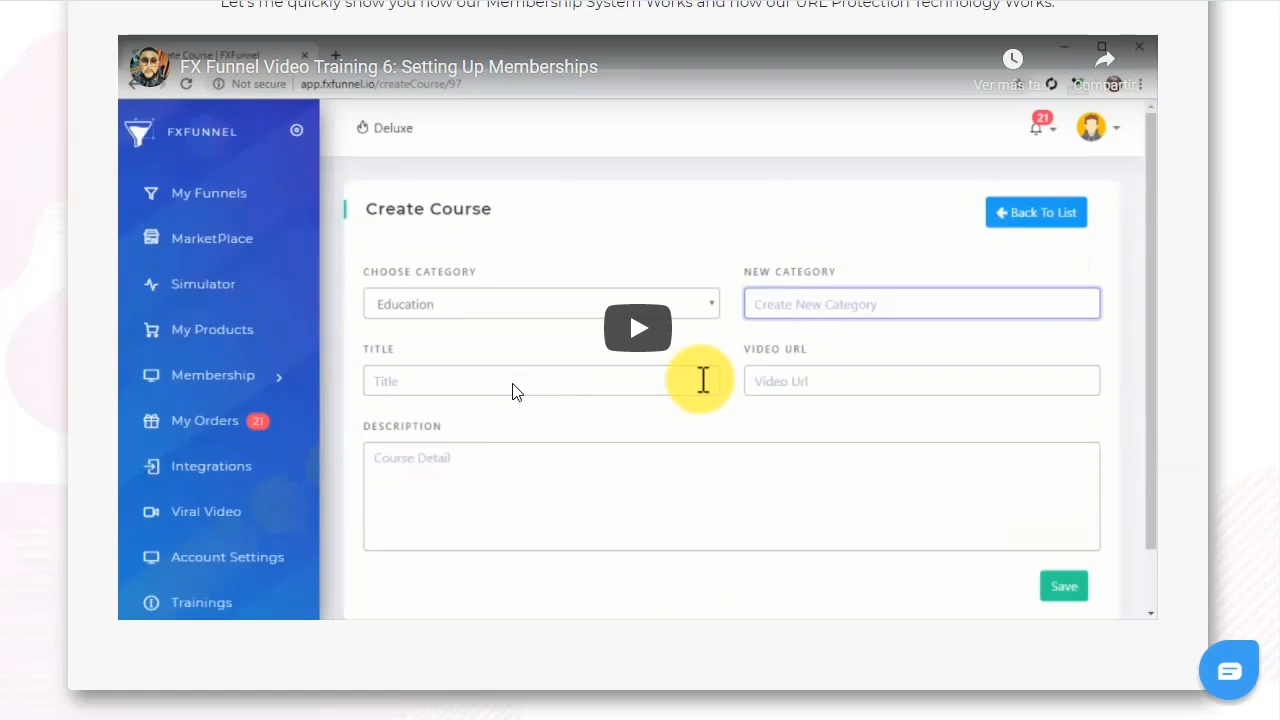 Let's me quickly show you how our Membership System Works and how our URL Protection Technology Works.
FX Funnel Video Training 6: Setting Up Memberships
Create Course | FXFunnel
Not secure | app.fxfunnel.io/createCourse/97
Ver más ta...
Compartir
FXFUNNEL
Deluxe
21
My Funnels
MarketPlace
Simulator
My Products
Membership
My Orders 21
Integrations
Viral Video
Account Settings
Trainings
Create Course
Back To List
CHOOSE CATEGORY
NEW CATEGORY
Education
Create New Category
TITLE
VIDEO URL
Title
Video Url
DESCRIPTION
Course Detail
Save